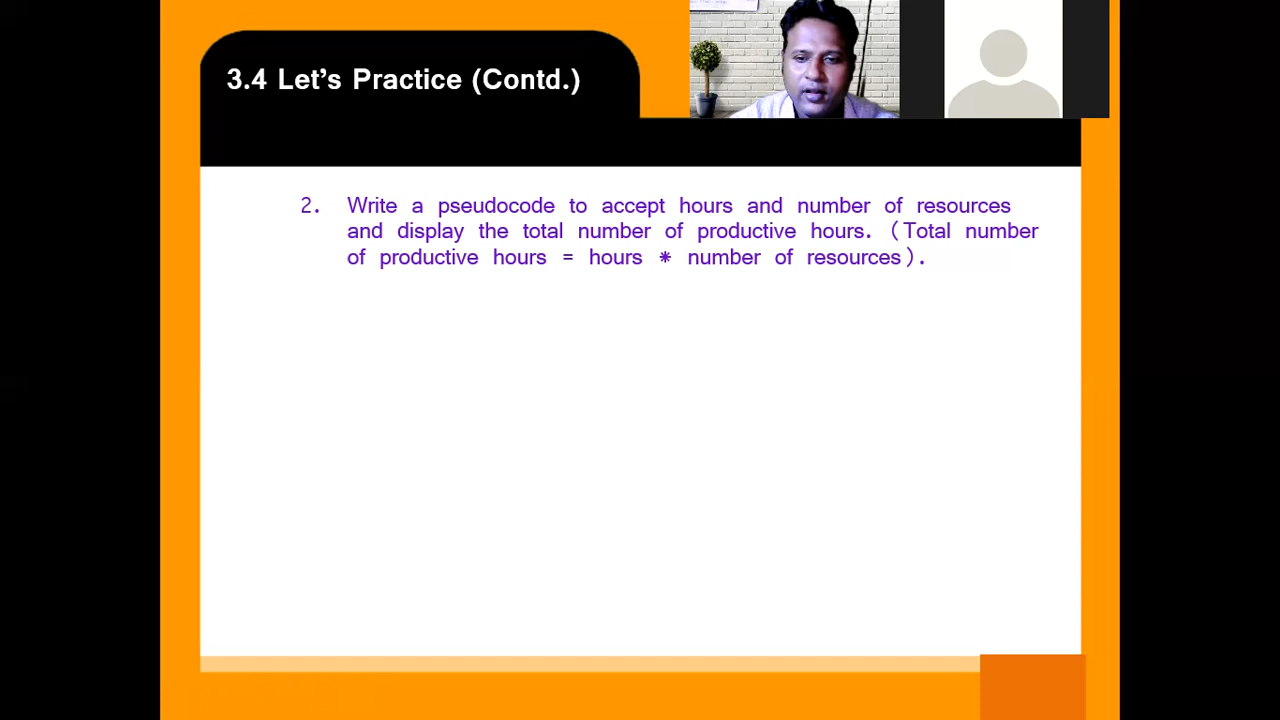 3.4 Let's Practice (Contd.)
2. Write a pseudocode to accept hours and number of resources
and display the total number of productive hours. (Total number
of productive hours = hours * number of resources).